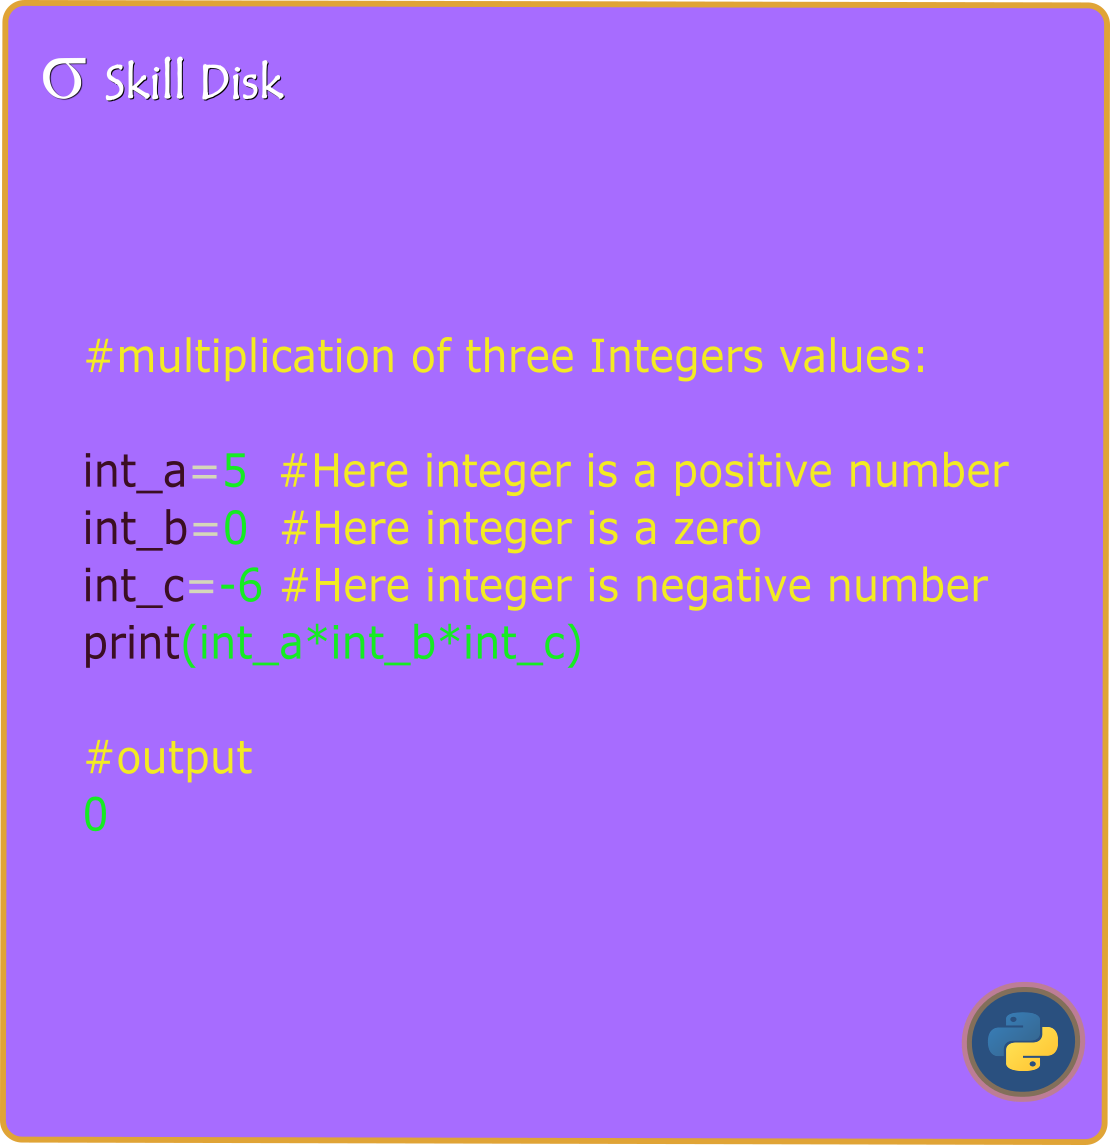 σ Skill Disk
#multiplication of three Integers values:
int_a=5 #Here integer is a positive number
int_b=0 #Here integer is a zero
int_c=-6 #Here integer is negative number
print(int_a*int_b*int_c)
#output
0